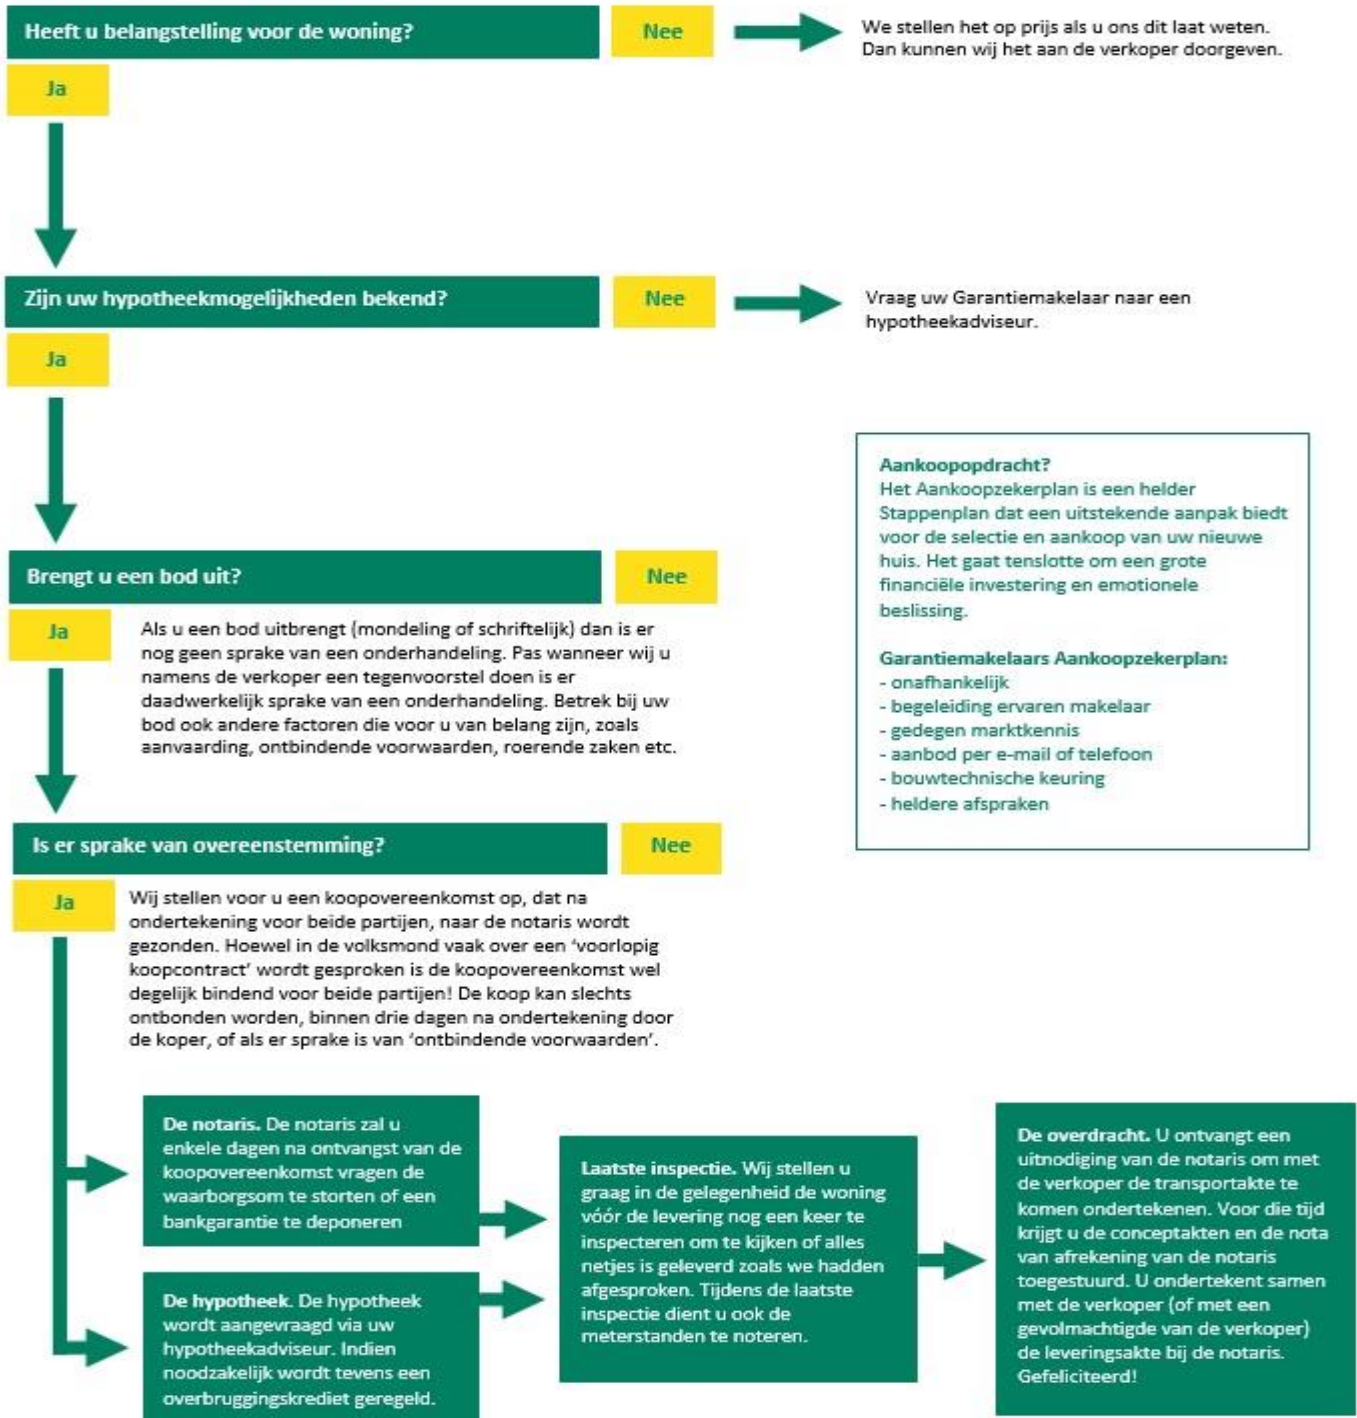 Heeft u belangstelling voor de woning?
Nee
We stellen het op prijs als u ons dit laat weten.
Dan kunnen wij het aan de verkoper doorgeven.
Ja
Zijn uw hypotheekmogelijkheden bekend?
Nee
Vraag uw Garantiemakelaar naar een
hypotheekadviseur.
Ja
Aankoopopdracht?
Het Aankoopzekerplan is een helder
Stappenplan dat een uitstekende aanpak biedt
voor de selectie en aankoop van uw nieuwe
huis. Het gaat tenslotte om een grote
financiële investering en emotionele
beslissing.
Garantiemakelaars Aankoopzekerplan:
- onafhankelijk
- begeleiding ervaren makelaar
- gedegen marktkennis
- aanbod per e-mail of telefoon
- bouwtechnische keuring
- heldere afspraken
Brengt u een bod uit?
Nee
Ja
Als u een bod uitbrengt (mondeling of schriftelijk) dan is er
nog geen sprake van een onderhandeling. Pas wanneer wij u
namens de verkoper een tegenvoorstel doen is er
daadwerkelijk sprake van een onderhandeling. Betrek bij uw
bod ook andere factoren die voor u van belang zijn, zoals
aanvaarding, ontbindende voorwaarden, roerende zaken etc.
Is er sprake van overeenstemming?
Nee
Ja
Wij stellen voor u een koopovereenkomst op, dat na
ondertekening voor beide partijen, naar de notaris wordt
gezonden. Hoewel in de volksmond vaak over een ‘voorlopig
koopcontract’ wordt gesproken is de koopovereenkomst wel
degelijk bindend voor beide partijen! De koop kan slechts
ontbonden worden, binnen drie dagen na ondertekening door
de koper, of als er sprake is van ‘ontbindende voorwaarden’.
De notaris. De notaris zal u
enkele dagen na ontvangst van de
koopovereenkomst vragen de
waarborgsom te storten of een
bankgarantie te deponeren
De hypotheek. De hypotheek
wordt aangevraagd via uw
hypotheekadviseur. Indien
noodzakelijk wordt tevens een
overbruggingskrediet geregeld.
Laatste inspectie. Wij stellen u
graag in de gelegenheid de woning
vóór de levering nog een keer te
inspecteren om te kijken of alles
netjes is geleverd zoals we hadden
afgesproken. Tijdens de laatste
inspectie dient u ook de
meterstanden te noteren.
De overdracht. U ontvangt een
uitnodiging van de notaris om met
de verkoper de transportakte te
komen ondertekenen. Voor die tijd
krijgt u de conceptakten en de nota
van afrekening van de notaris
toegestuurd. U ondertekent samen
met de verkoper (of met een
gevolmachtigde van de verkoper)
de leveringsakte bij de notaris.
Gefeliciteerd!